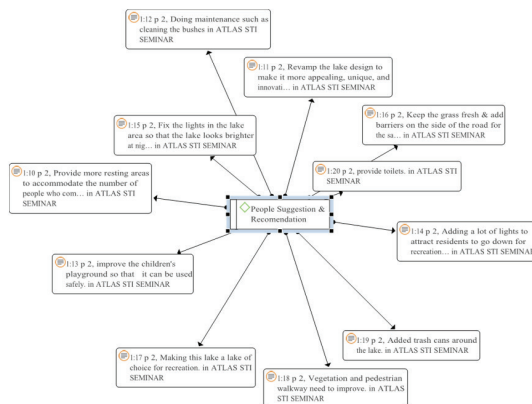 1:12 p 2, Doing maintenance such as
cleaning the bushes in ATLAS STI
SEMINAR
1:11 p 2, Revamp the lake design to
make it more appealing, unique, and
innovati… in ATLAS STI SEMINAR
1:15 p 2, Fix the lights in the lake
area so that the lake looks brighter
at nig… in ATLAS STI SEMINAR
1:16 p 2, Keep the grass fresh & add
barriers on the side of the road for
the sa… in ATLAS STI SEMINAR
1:10 p 2, Provide more resting areas
to accommodate the number of
people who com… in ATLAS STI
SEMINAR
1:20 p 2, provide toilets. in ATLAS STI
SEMINAR
People Suggestion &
Recomendation
1:14 p 2, Adding a lot of lights to
attract residents to go down for
recreation… in ATLAS STI SEMINAR
1:13 p 2, improve the children's
playground so that it can be used
safely. in ATLAS STI SEMINAR
1:19 p 2, Added trash cans around
the lake. in ATLAS STI SEMINAR
1:17 p 2, Making this lake a lake of
choice for recreation. in ATLAS STI
SEMINAR
1:18 p 2, Vegetation and pedestrian
walkway need to improve. in ATLAS
STI SEMINAR